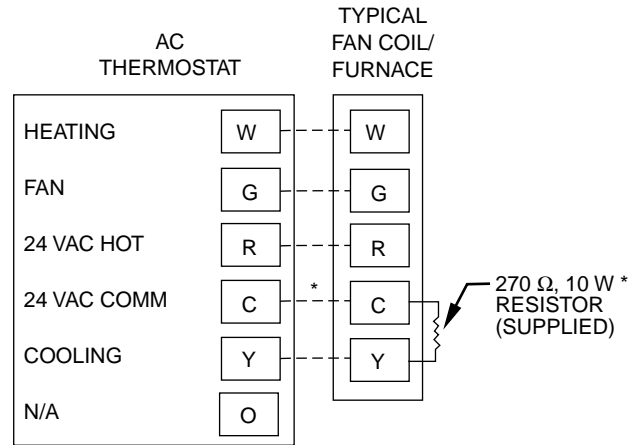 AC
THERMOSTAT
TYPICAL
FAN COIL/
FURNACE
HEATING W W
FAN G G
24 VAC HOT R R
24 VAC COMM C * C
COOLING Y Y
N/A O
270 Ω, 10 W *
RESISTOR
(SUPPLIED)